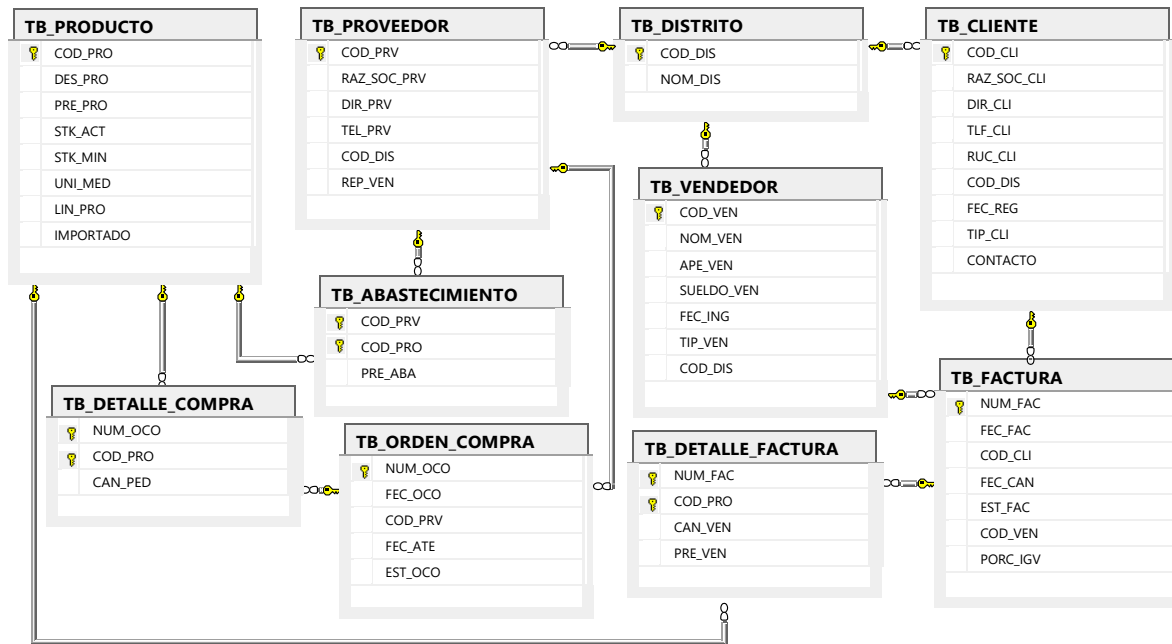 TB_PRODUCTO
COD_PRO
DES_PRO
PRE_PRO
STK_ACT
STK_MIN
UNI_MED
LIN_PRO
IMPORTADO
TB_PROVEEDOR
COD_PRV
RAZ_SOC_PRV
DIR_PRV
TEL_PRV
COD_DIS
REP_VEN
TB_DISTRITO
COD_DIS
NOM_DIS
TB_CLIENTE
COD_CLI
RAZ_SOC_CLI
DIR_CLI
TLF_CLI
RUC_CLI
COD_DIS
FEC_REG
TIP_CLI
CONTACTO
TB_VENDEDOR
COD_VEN
NOM_VEN
APE_VEN
SUELDO_VEN
FEC_ING
TIP_VEN
COD_DIS
TB_ABASTECIMIENTO
COD_PRV
COD_PRO
PRE_ABA
TB_DETALLE_COMPRA
NUM_OCO
COD_PRO
CAN_PED
TB_ORDEN_COMPRA
NUM_OCO
FEC_OCO
COD_PRV
FEC_ATE
EST_OCO
TB_DETALLE_FACTURA
NUM_FAC
COD_PRO
CAN_VEN
PRE_VEN
TB_FACTURA
NUM_FAC
FEC_FAC
COD_CLI
FEC_CAN
EST_FAC
COD_VEN
PORC_IGV